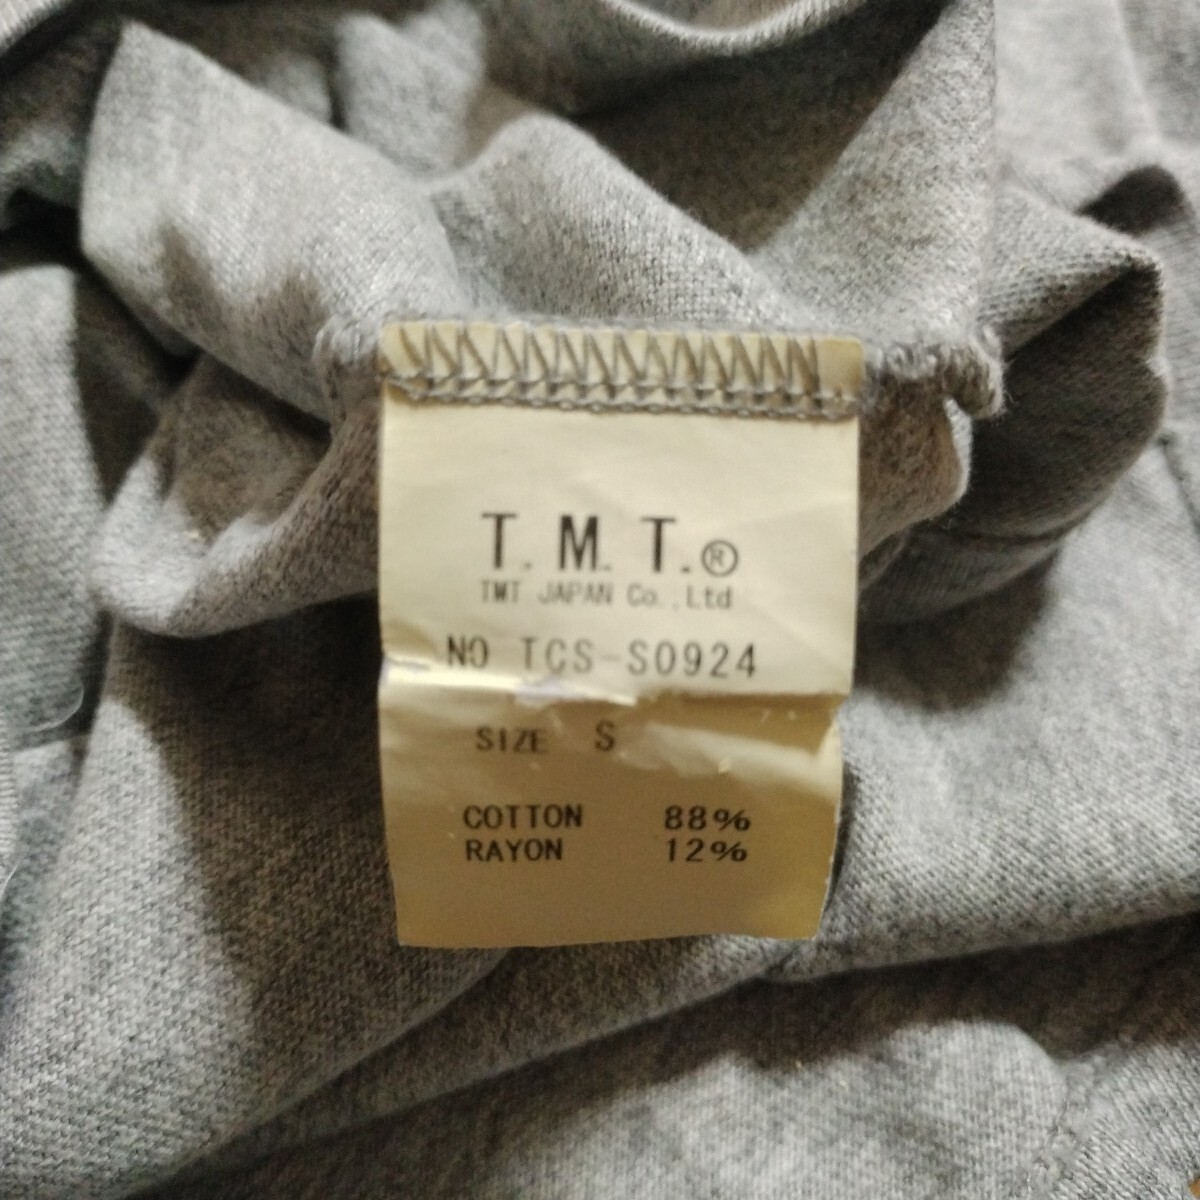 T. M. T.®
TMT JAPAN Co.,Ltd
NO TCS-S0924
SIZE S
COTTON 88%
RAYON 12%